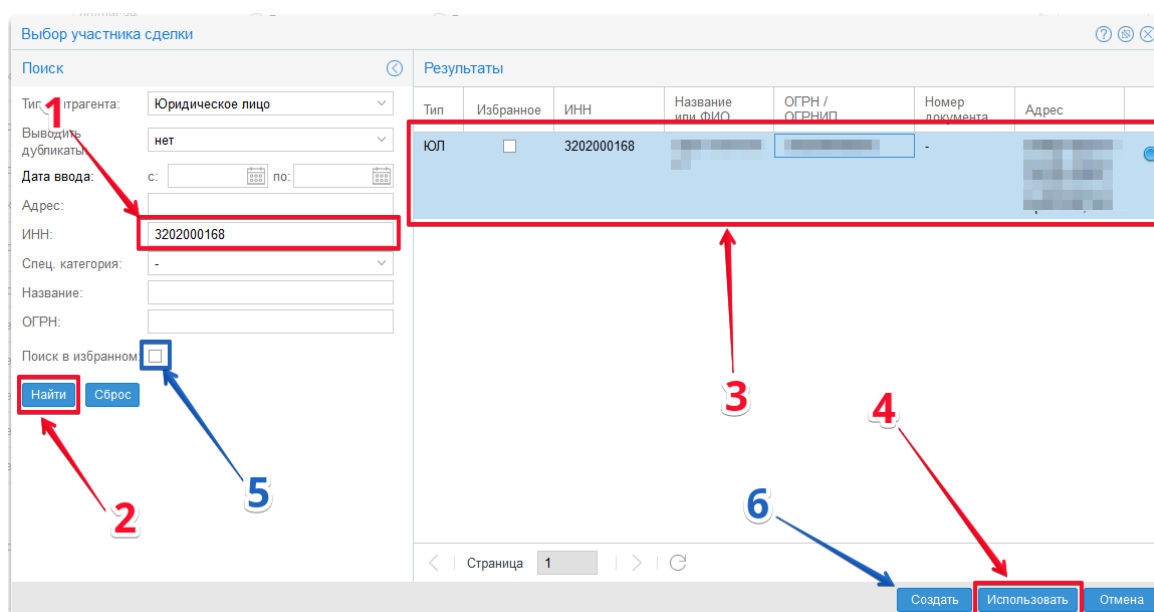 Выбор участника сделки
Поиск
Результаты
Тип контрагента: Юридическое лицо
Выводить дубликаты: нет
Дата ввода: с: по:
Адрес:
ИНН: 3202000168
Спец. категория: -
Название:
ОГРН:
Поиск в избранном:
Найти Сброс
Тип Избранное ИНН Название или ФИО ОГРН / ОГРНИП Номер документа Адрес
ЮЛ 3202000168 -
1
2
3
4
5
6
Страница 1
Создать Использовать Отмена